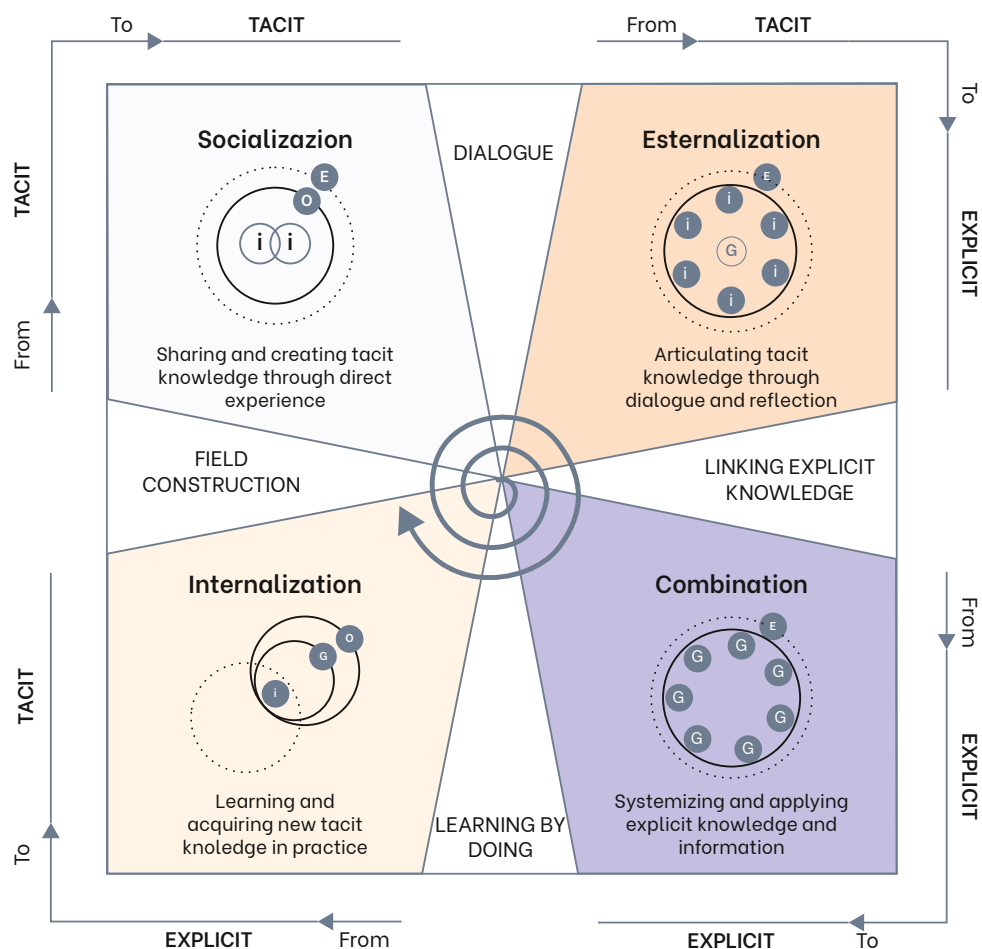 To
TACIT
From
TACIT
TACIT
From
To
EXPLICIT
Socializazion
E
O
i i
Sharing and creating tacit
knowledge through direct
experience
DIALOGUE
Esternalization
E
i
i
i
G
i
i
i
Articulating tacit
knowledge through
dialogue and reflection
FIELD
CONSTRUCTION
LINKING EXPLICIT
KNOWLEDGE
Internalization
O
G
i
Learning and
acquiring new tacit
knoledge in practice
LEARNING BY
DOING
Combination
E
G
G
G
G
G
G
G
Systemizing and applying
explicit knowledge and
information
TACIT
To
From
EXPLICIT
EXPLICIT
From
EXPLICIT
To